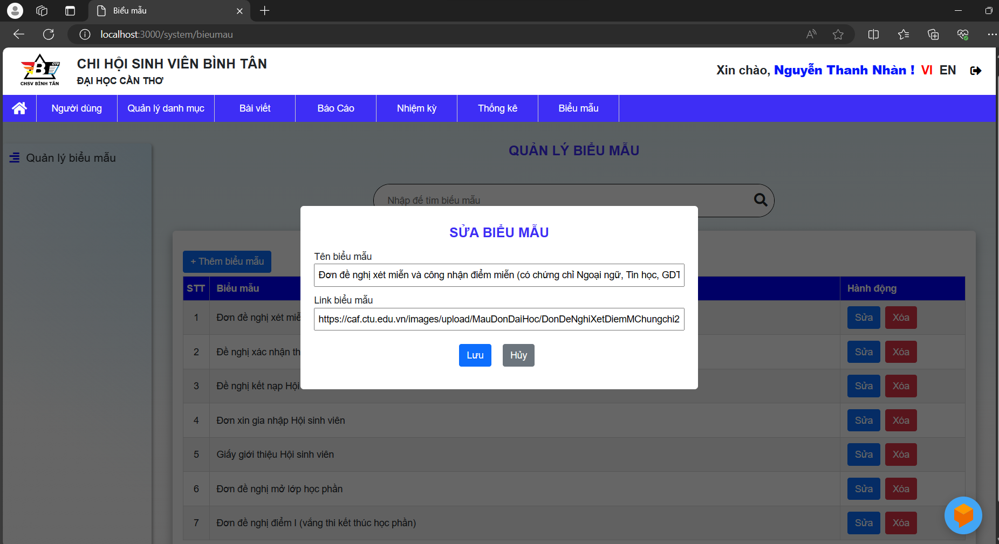 Biểu mẫu
localhost:3000/system/bieumau
CHI HỘI SINH VIÊN BÌNH TÂN
ĐẠI HỌC CẦN THƠ
CHSV BÌNH TÂN
Xin chào, Nguyễn Thanh Nhàn ! VI EN
Người dùng Quản lý danh mục Bài viết Báo Cáo Nhiệm kỳ Thống kê Biểu mẫu
Quản lý biểu mẫu
QUẢN LÝ BIỂU MẪU
Nhập để tìm biểu mẫu
SỬA BIỂU MẪU
Tên biểu mẫu
Đơn đề nghị xét miễn và công nhận điểm miễn (có chứng chỉ Ngoại ngữ, Tin học, GDT
Link biểu mẫu
https://caf.ctu.edu.vn/images/upload/MauDonDaiHoc/DonDeNghiXetDiemMChungchi2
Lưu Hủy
+ Thêm biểu mẫu
STT Biểu mẫu Hành động
1 Đơn đề nghị xét miễ Sửa Xóa
2 Đề nghị xác nhận th Sửa Xóa
3 Đề nghị kết nạp Hội Sửa Xóa
4 Đơn xin gia nhập Hội sinh viên Sửa Xóa
5 Giấy giới thiệu Hội sinh viên Sửa Xóa
6 Đơn đề nghị mở lớp học phần Sửa Xóa
7 Đơn đề nghị điểm I (vắng thi kết thúc học phần) Sửa Xóa